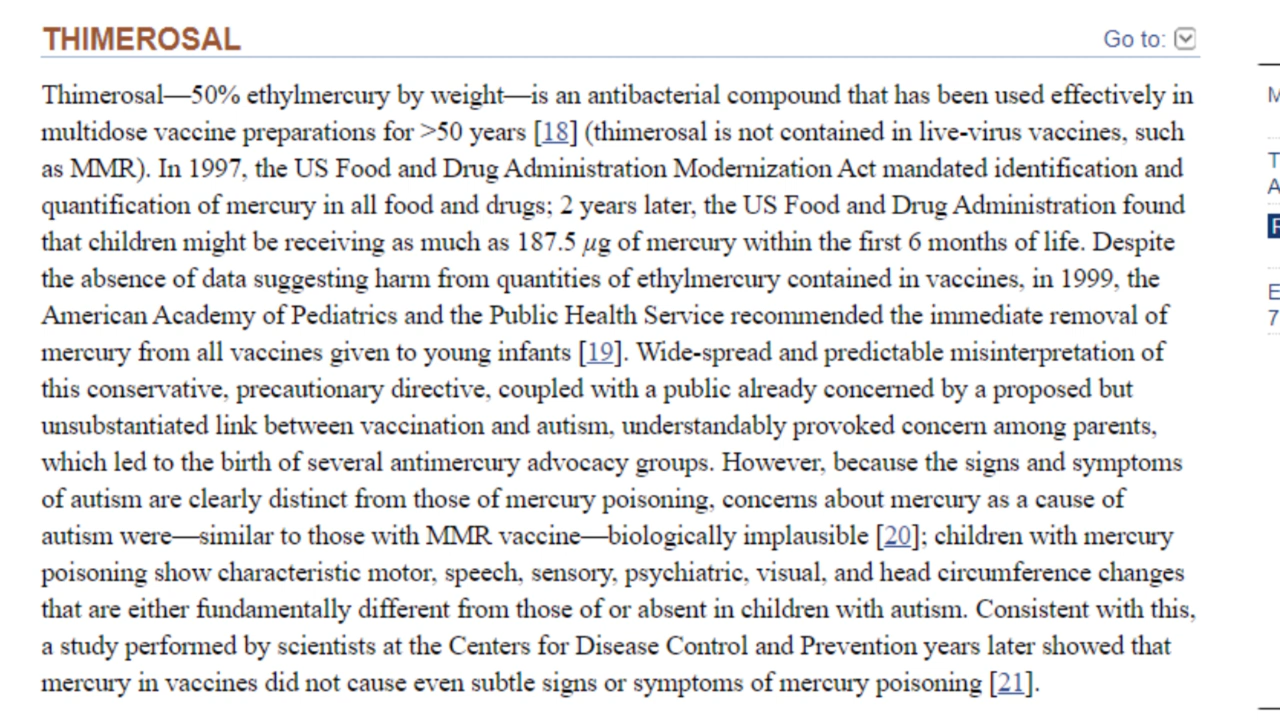 THIMEROSAL
Go to:
Thimerosal—50% ethylmercury by weight—is an antibacterial compound that has been used effectively in
multidose vaccine preparations for >50 years [18] (thimerosal is not contained in live-virus vaccines, such
as MMR). In 1997, the US Food and Drug Administration Modernization Act mandated identification and
quantification of mercury in all food and drugs; 2 years later, the US Food and Drug Administration found
that children might be receiving as much as 187.5 μg of mercury within the first 6 months of life. Despite
the absence of data suggesting harm from quantities of ethylmercury contained in vaccines, in 1999, the
American Academy of Pediatrics and the Public Health Service recommended the immediate removal of
mercury from all vaccines given to young infants [19]. Wide-spread and predictable misinterpretation of
this conservative, precautionary directive, coupled with a public already concerned by a proposed but
unsubstantiated link between vaccination and autism, understandably provoked concern among parents,
which led to the birth of several antimercury advocacy groups. However, because the signs and symptoms
of autism are clearly distinct from those of mercury poisoning, concerns about mercury as a cause of
autism were—similar to those with MMR vaccine—biologically implausible [20]; children with mercury
poisoning show characteristic motor, speech, sensory, psychiatric, visual, and head circumference changes
that are either fundamentally different from those of or absent in children with autism. Consistent with this,
a study performed by scientists at the Centers for Disease Control and Prevention years later showed that
mercury in vaccines did not cause even subtle signs or symptoms of mercury poisoning [21].